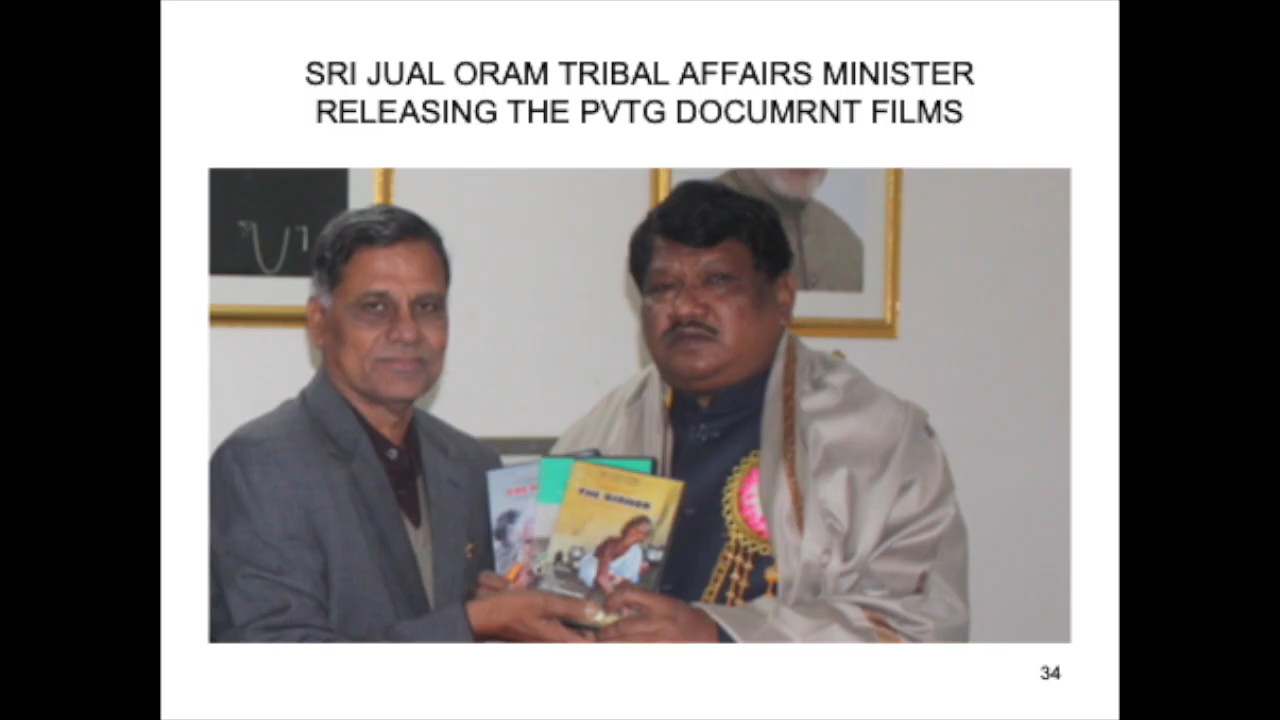 SRI JUAL ORAM TRIBAL AFFAIRS MINISTER
RELEASING THE PVTG DOCUMRNT FILMS
THE BIRHOR
34